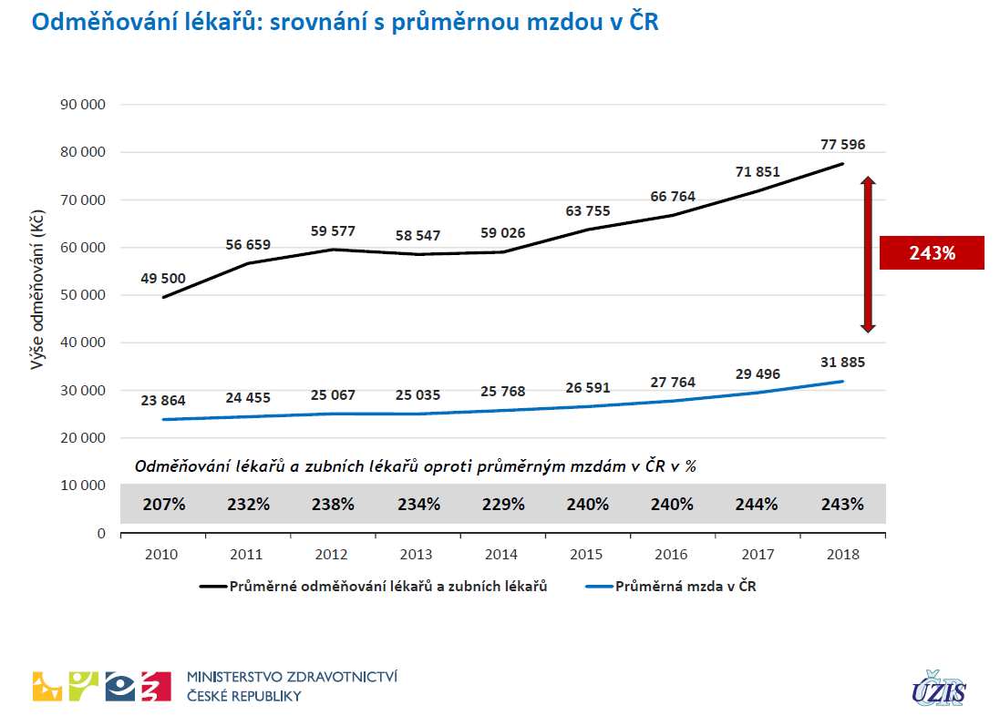 Odměňování lékařů: srovnání s průměrnou mzdou v ČR
Výše odměňování (Kč)
90 000
80 000
70 000
60 000
50 000
40 000
30 000
20 000
10 000
0
49 500 56 659 59 577 58 547 59 026 63 755 66 764 71 851 77 596
243%
23 864 24 455 25 067 25 035 25 768 26 591 27 764 29 496 31 885
Odměňování lékařů a zubních lékařů oproti průměrným mzdám v ČR v %
207% 232% 238% 234% 229% 240% 240% 244% 243%
2010 2011 2012 2013 2014 2015 2016 2017 2018
Průměrné odměňování lékařů a zubních lékařů Průměrná mzda v ČR
MINISTERSTVO ZDRAVOTNICTVÍ
ČESKÉ REPUBLIKY
ÚZIS
ČR